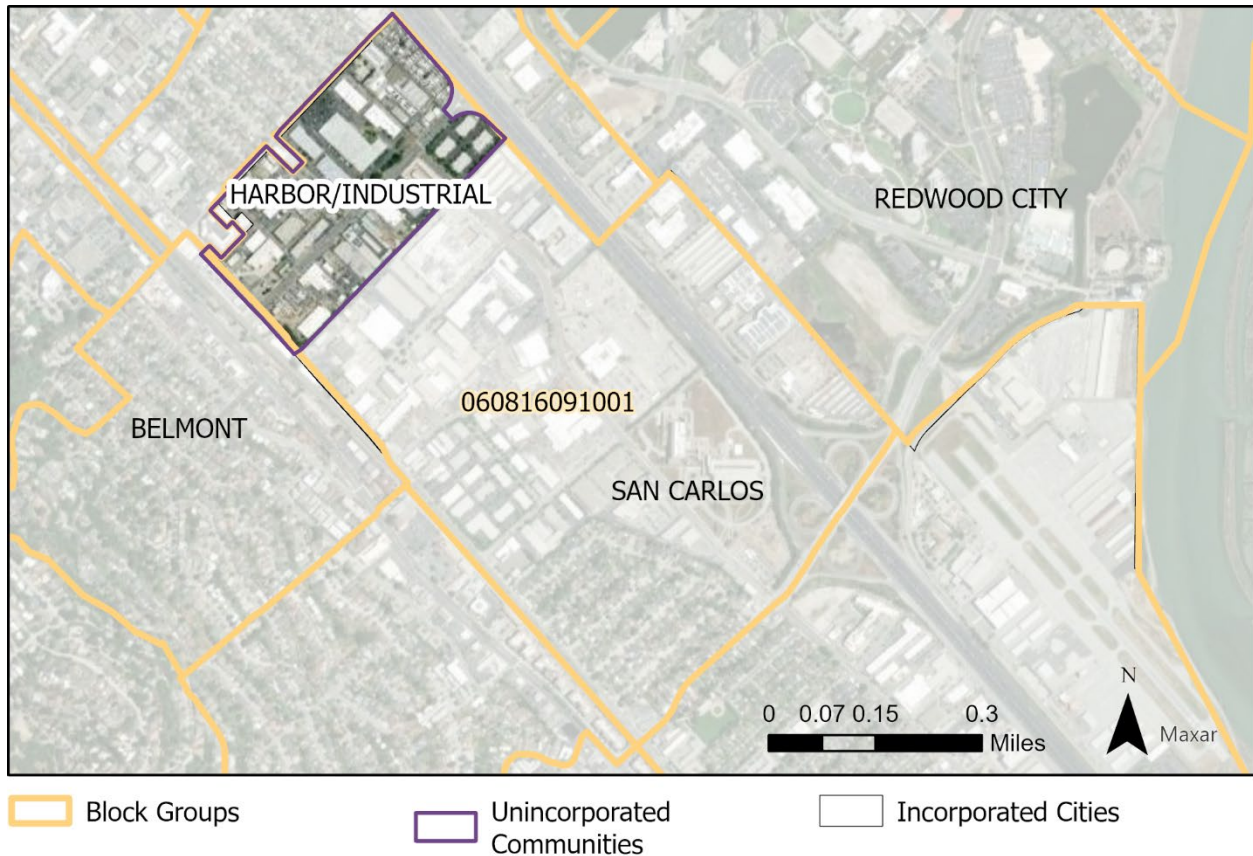 HARBOR/INDUSTRIAL
REDWOOD CITY
060816091001
BELMONT
SAN CARLOS
N
0 0.07 0.15 0.3
Miles
Maxar
Block Groups
Unincorporated
Communities
Incorporated Cities